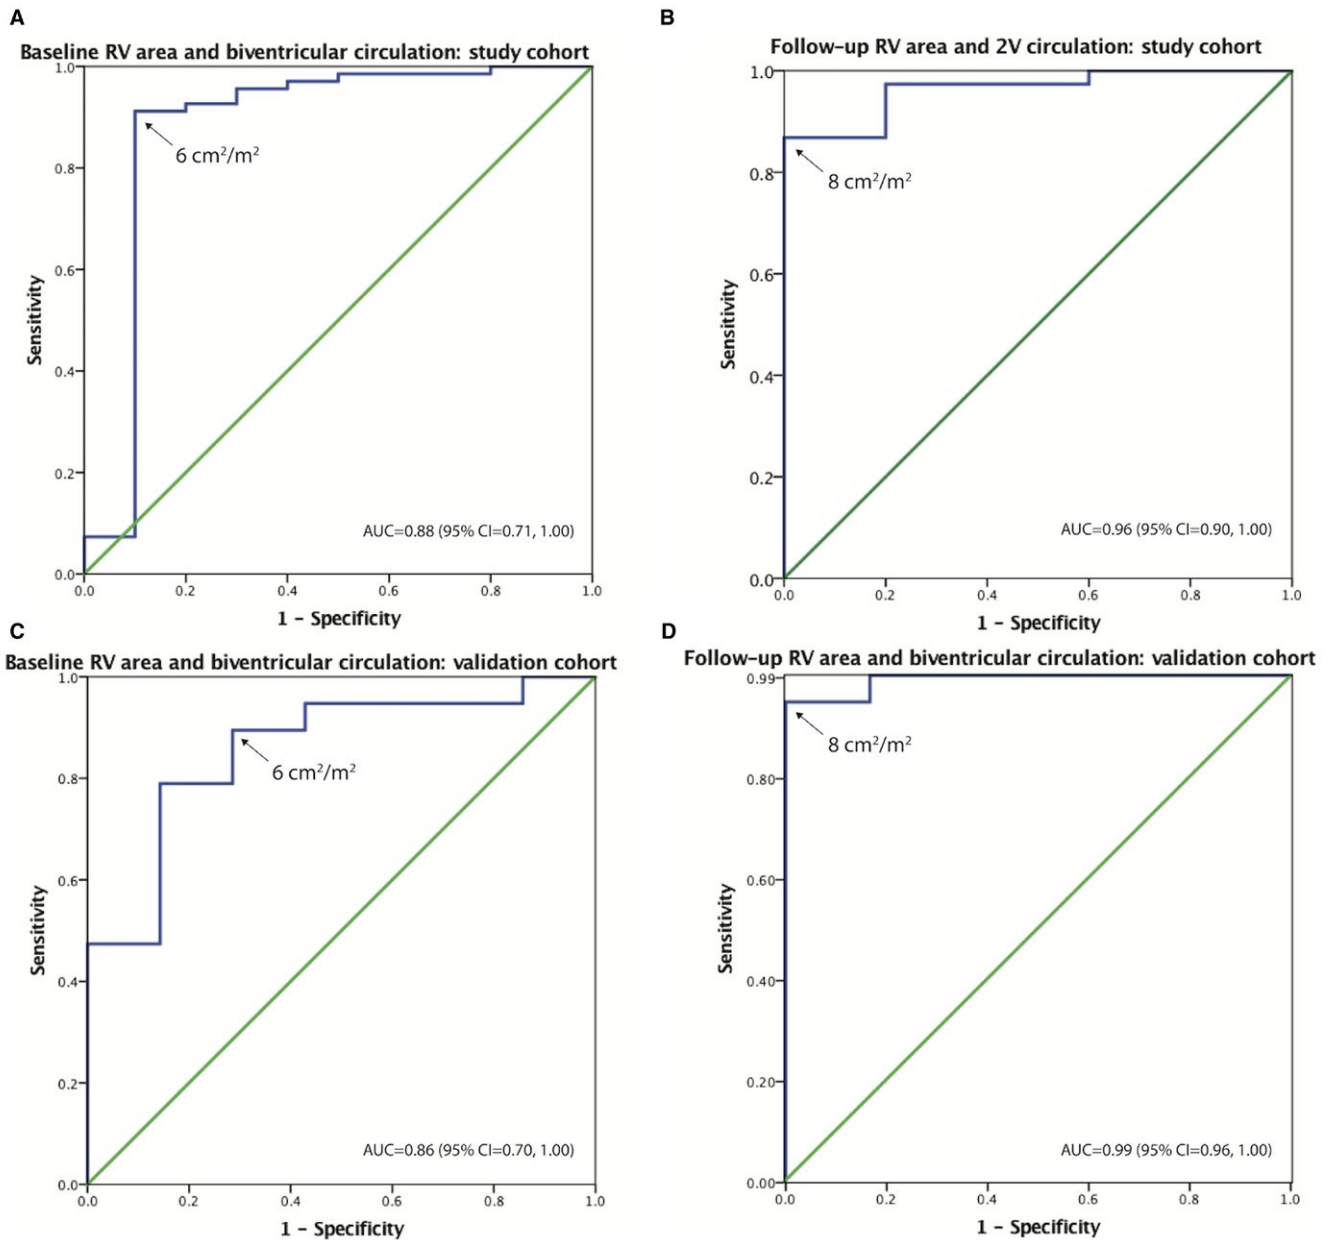 A
Baseline RV area and biventricular circulation: study cohort
1.0
0.8
0.6
0.4
0.2
0.0
Sensitivity
6 cm²/m²
AUC=0.88 (95% CI=0.71, 1.00)
0.0 0.2 0.4 0.6 0.8 1.0
1 – Specificity
B
Follow-up RV area and 2V circulation: study cohort
1.0
0.8
0.6
0.4
0.2
0.0
Sensitivity
8 cm²/m²
AUC=0.96 (95% CI=0.90, 1.00)
0.0 0.2 0.4 0.6 0.8 1.0
1 – Specificity
C
Baseline RV area and biventricular circulation: validation cohort
1.0
0.8
0.6
0.4
0.2
0.0
Sensitivity
6 cm²/m²
AUC=0.86 (95% CI=0.70, 1.00)
0.0 0.2 0.4 0.6 0.8 1.0
1 – Specificity
D
Follow-up RV area and biventricular circulation: validation cohort
0.99
0.80
0.60
0.40
0.20
0.00
Sensitivity
8 cm²/m²
AUC=0.99 (95% CI=0.96, 1.00)
0.0 0.2 0.4 0.6 0.8 1.0
1 – Specificity